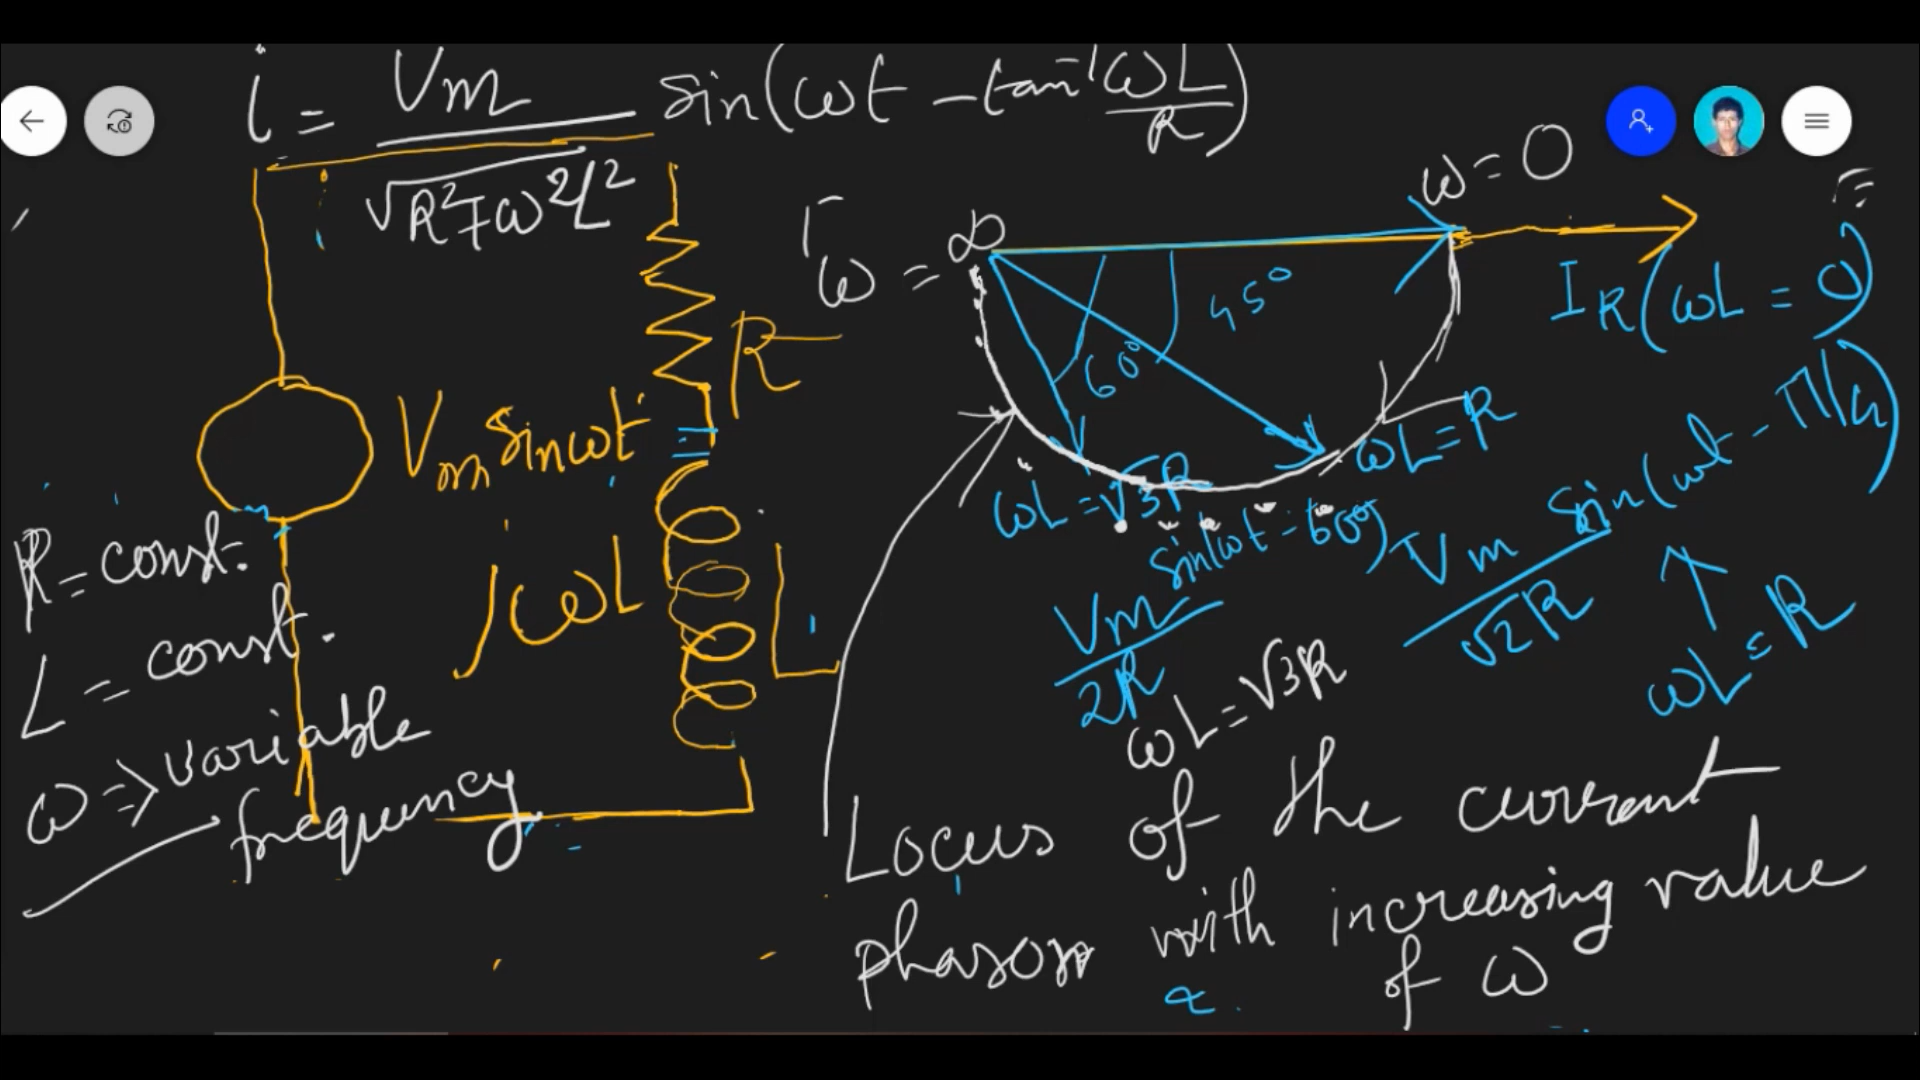 i = Vm / √R² + ω²L² sin(ωt - tan⁻¹ ωL/R)
ω = 0
ω = ∞
45°
60°
I_R (ωL = 0)
R
Vm sinωt
jωL
L
R = const.
L = const.
ω => variable
frequency
ωL = R
ωL = √3R
Vm / 2R sin(ωt - 60°)
ωL = √3R
Vm / √2R sin(ωt - π/4)
ωL = R
Locus of the current
phasor with increasing value
of ω